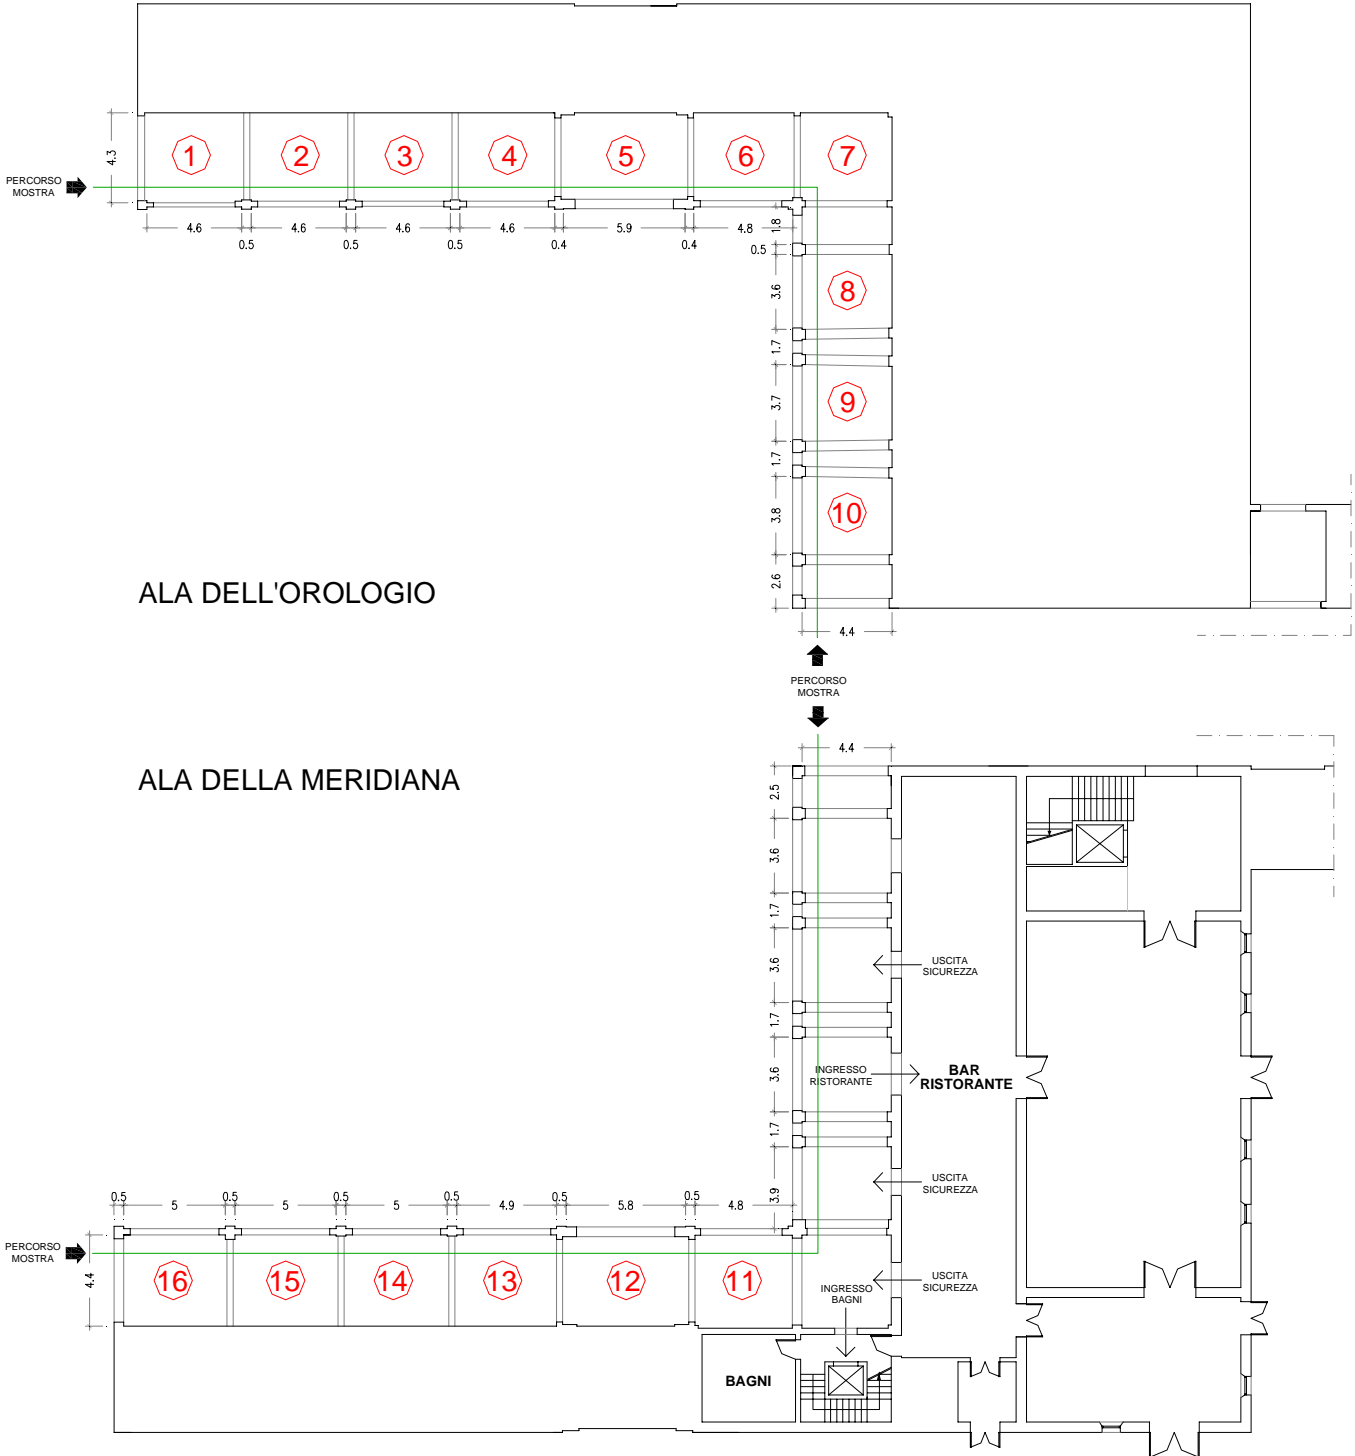 1
2
3
4
5
6
7
4.3
PERCORSO
MOSTRA
4.6
4.6
4.6
4.6
5.9
4.8
0.5
0.5
0.5
0.4
0.4
0.5
1.8
8
3.6
1.7
9
3.7
1.7
10
3.8
2.6
4.4
ALA DELL'OROLOGIO
PERCORSO
MOSTRA
ALA DELLA MERIDIANA
4.4
2.5
3.6
1.7
3.6
USCITA
SICUREZZA
1.7
3.6
INGRESSO
RISTORANTE
BAR
RISTORANTE
1.7
3.9
USCITA
SICUREZZA
0.5
5
0.5
5
0.5
5
0.5
4.9
0.5
5.8
0.5
4.8
PERCORSO
MOSTRA
4.4
16
15
14
13
12
11
USCITA
SICUREZZA
INGRESSO
BAGNI
BAGNI